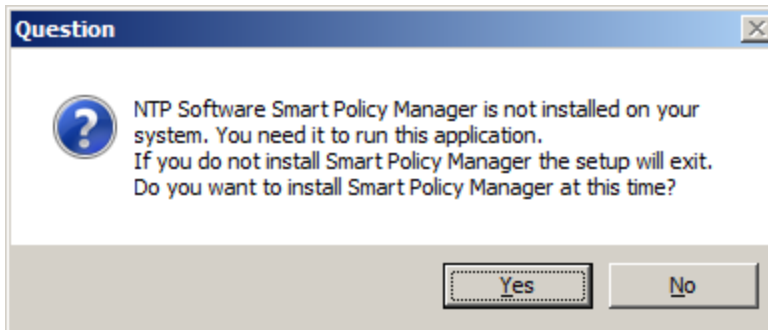 Question
NTP Software Smart Policy Manager is not installed on your
system. You need it to run this application.
If you do not install Smart Policy Manager the setup will exit.
Do you want to install Smart Policy Manager at this time?
Yes
No